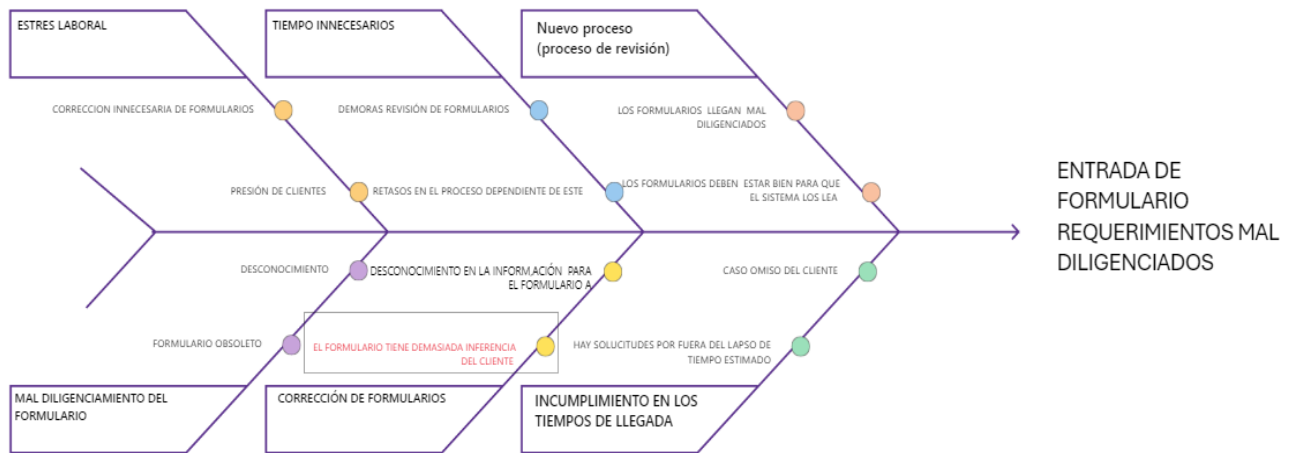 ESTRES LABORAL
TIEMPO INNECESARIOS
Nuevo proceso
(proceso de revisión)
CORRECCION INNECESARIA DE FORMULARIOS
DEMORAS REVISIÓN DE FORMULARIOS
LOS FORMULARIOS LLEGAN MAL
DILIGENCIADOS
PRESIÓN DE CLIENTES
RETASOS EN EL PROCESO DEPENDIENTE DE ESTE
LOS FORMULARIOS DEBEN ESTAR BIEN PARA QUE
EL SISTEMA LOS LEA
ENTRADA DE
FORMULARIO
REQUERIMIENTOS MAL
DILIGENCIADOS
DESCONOCIMIENTO
DESCONOCIMIENTO EN LA INFORM,ACIÓN PARA
EL FORMULARIO A
CASO OMISO DEL CLIENTE
FORMULARIO OBSOLETO
EL FORMULARIO TIENE DEMASIADA INFERENCIA
DEL CLIENTE
HAY SOLUCITUDES POR FUERA DEL LAPSO DE
TIEMPO ESTIMADO
MAL DILIGENCIAMIENTO DEL
FORMULARIO
CORRECCIÓN DE FORMULARIOS
INCUMPLIMIENTO EN LOS
TIEMPOS DE LLEGADA